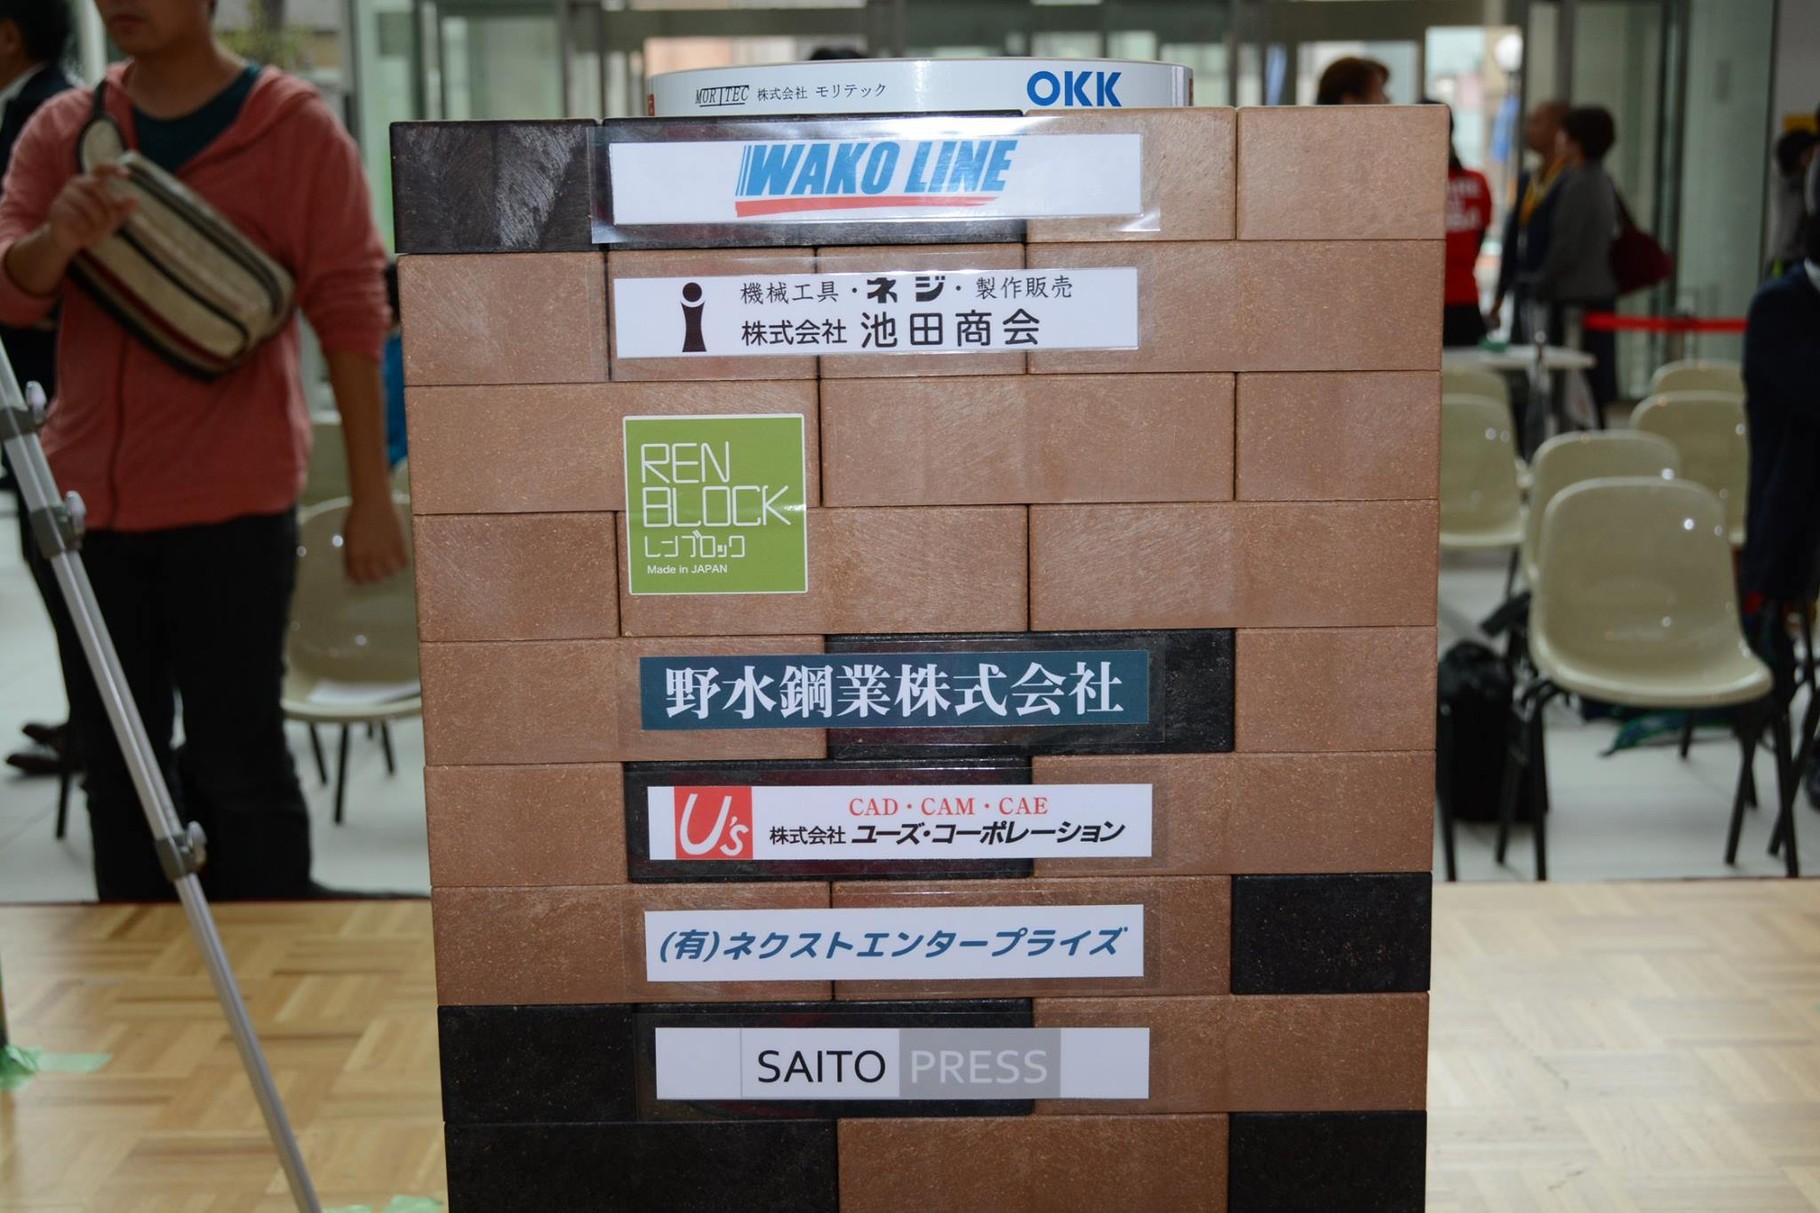 MORITEC 株式会社 モリテック
OKK
WAKO LINE
機械工具・ネジ・製作販売
株式会社 池田商会
REN
BLOCK
レンブロック
Made in JAPAN
野水鋼業株式会社
U's
CAD・CAM・CAE
株式会社 ユーズ・コーポレーション
(有)ネクストエンタープライズ
SAITO PRESS